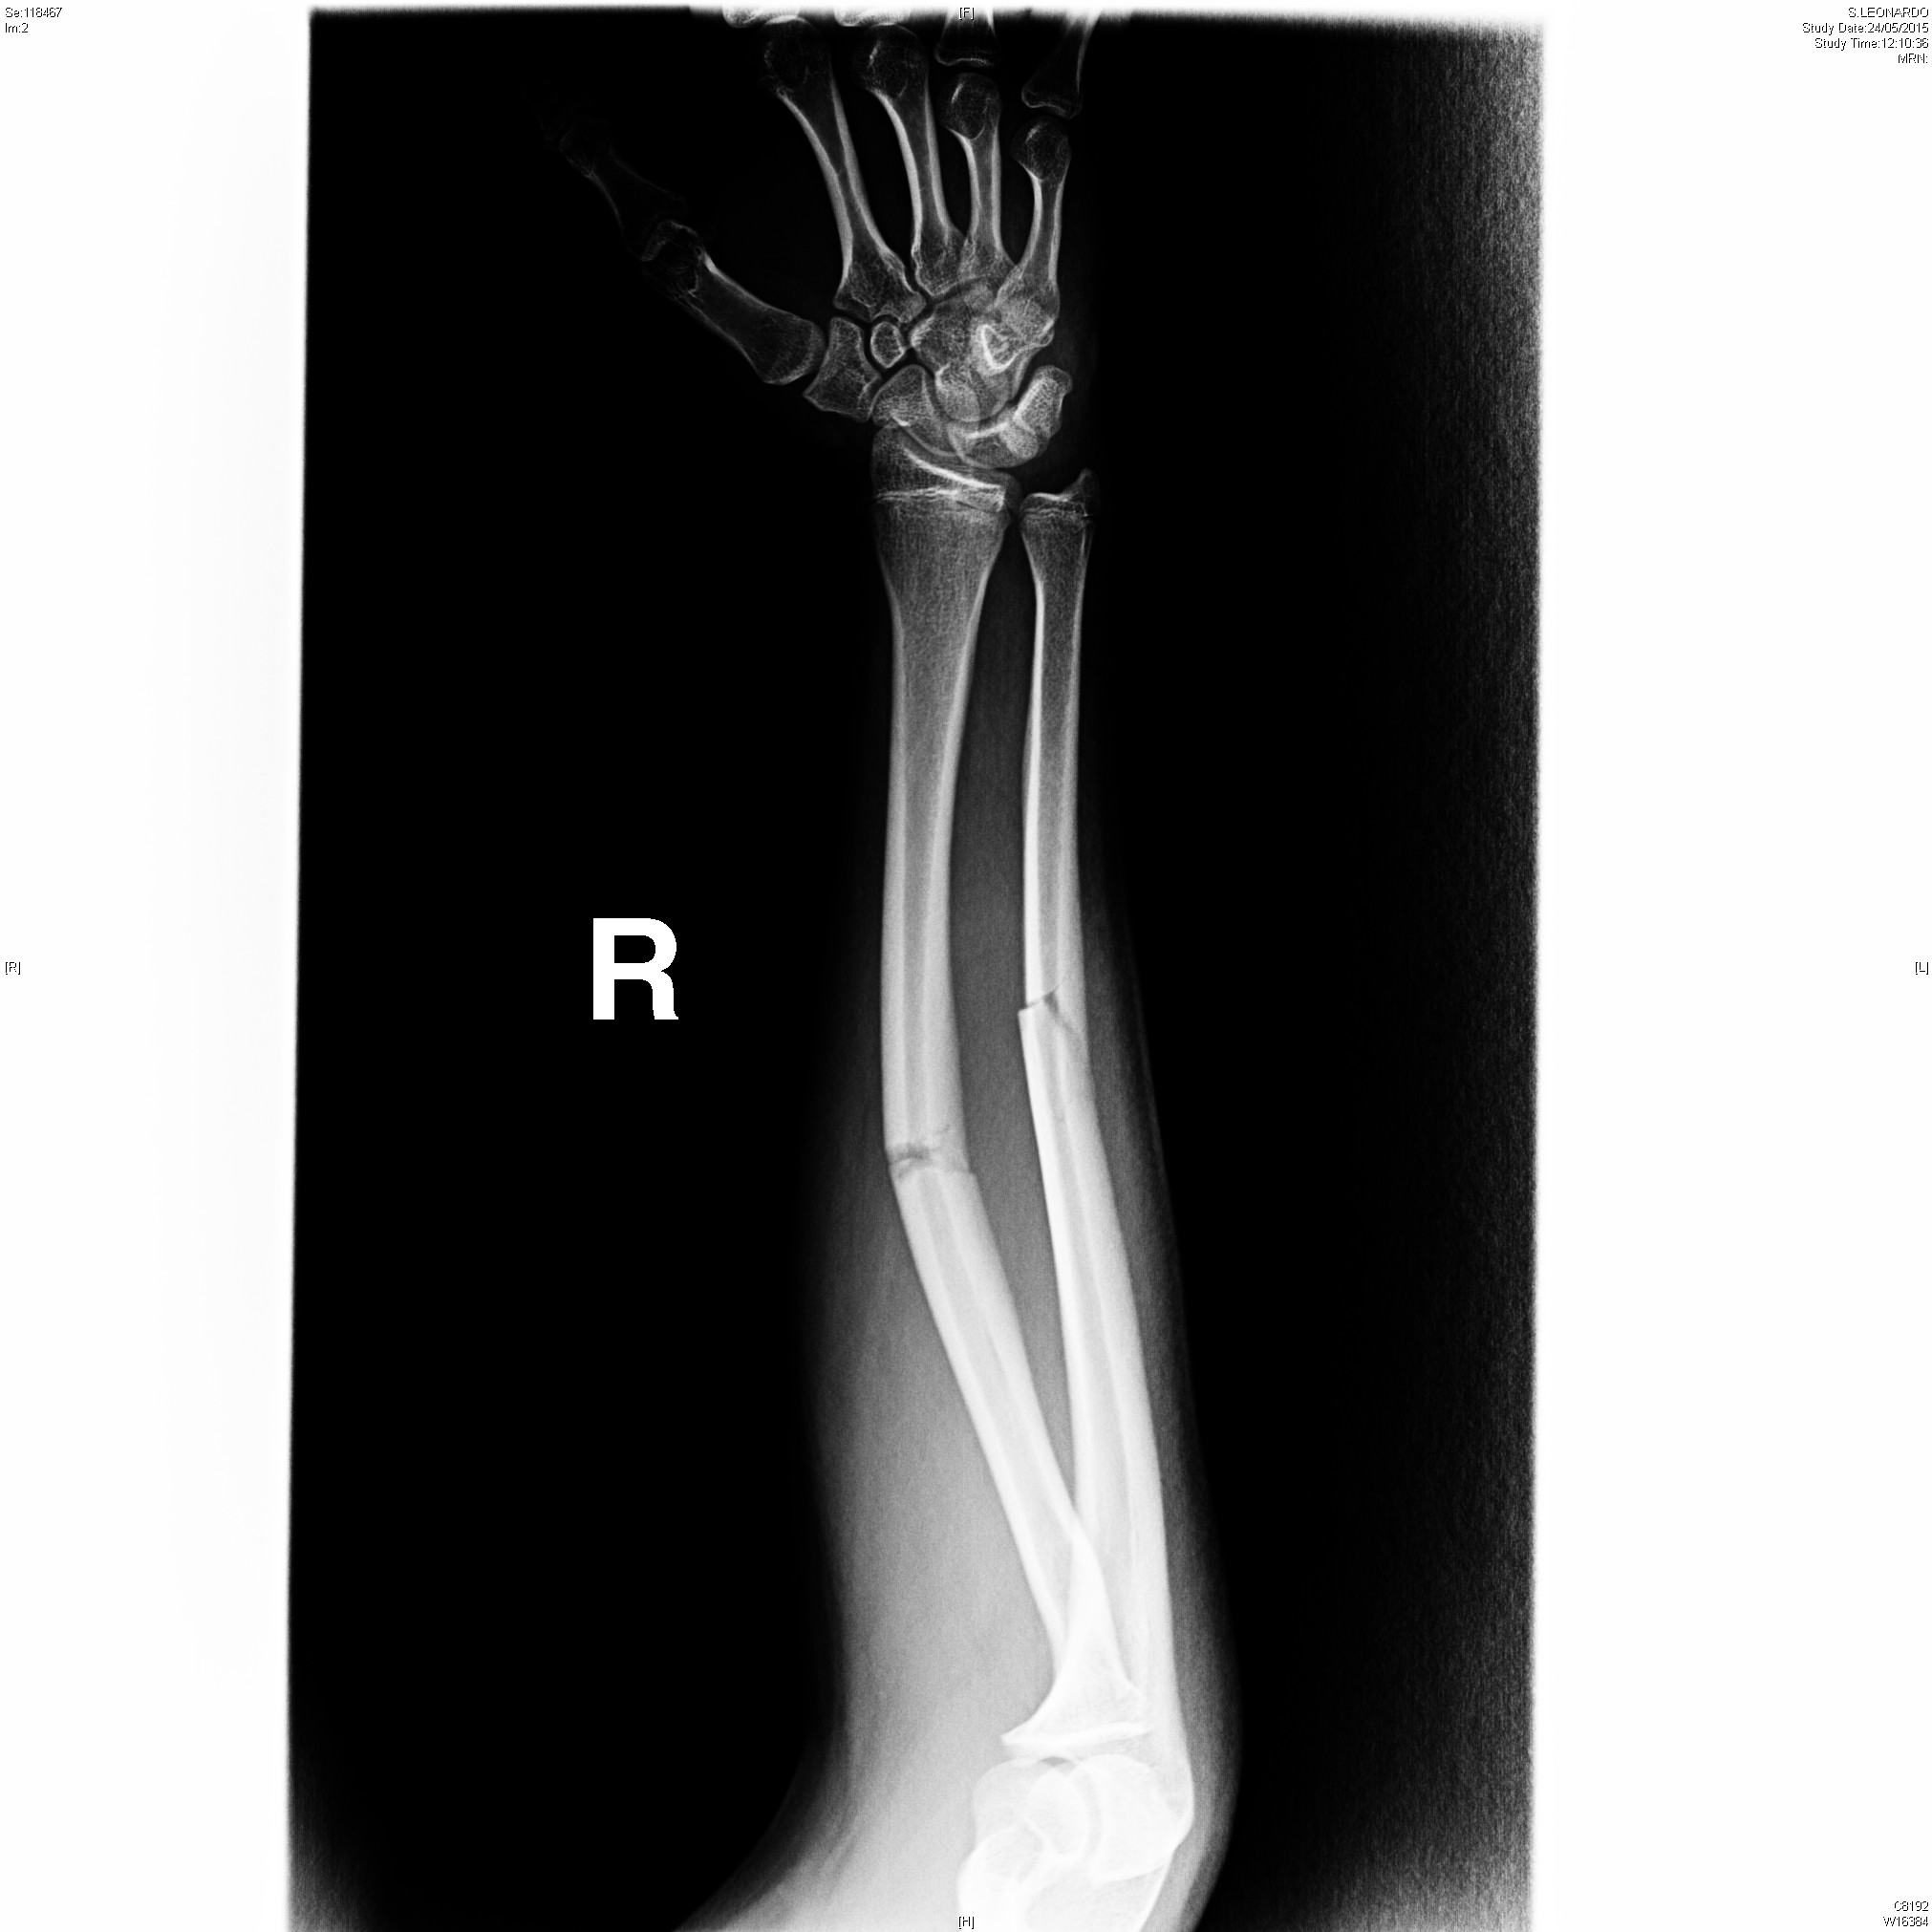 Se:118467
Im:2
[F]
S.LEONARDO
Study Date:24/05/2015
Study Time:12:10:36
MRN:
R
[R]
[L]
[H]
C8192
W16384